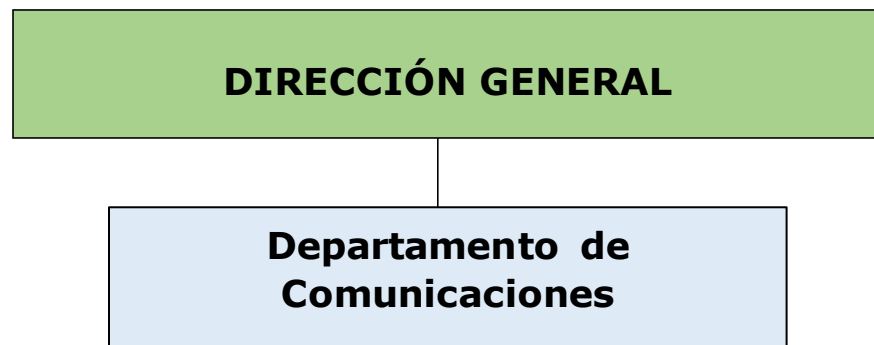 DIRECCIÓN GENERAL
Departamento de
Comunicaciones